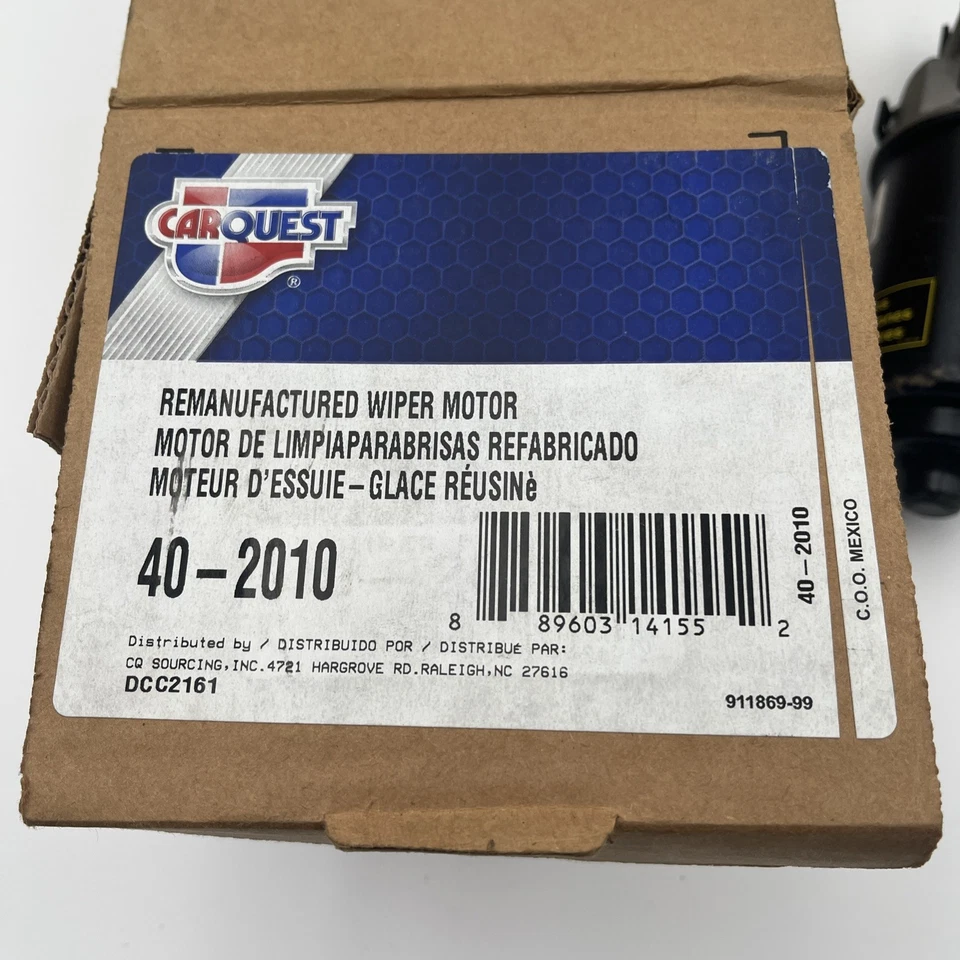 CARQUEST
®
REMANUFACTURED WIPER MOTOR
MOTOR DE LIMPIAPARABRISAS REFABRICADO
MOTEUR D'ESSUIE-GLACE RÉUSINè
40-2010
8 89603 14155 2
40-2010
C.O.O. MEXICO
Distributed by / DISTRIBUIDO POR / DISTRIBUÉ PAR:
CQ SOURCING,INC.4721 HARGROVE RD.RALEIGH,NC 27616
DCC2161
911869-99